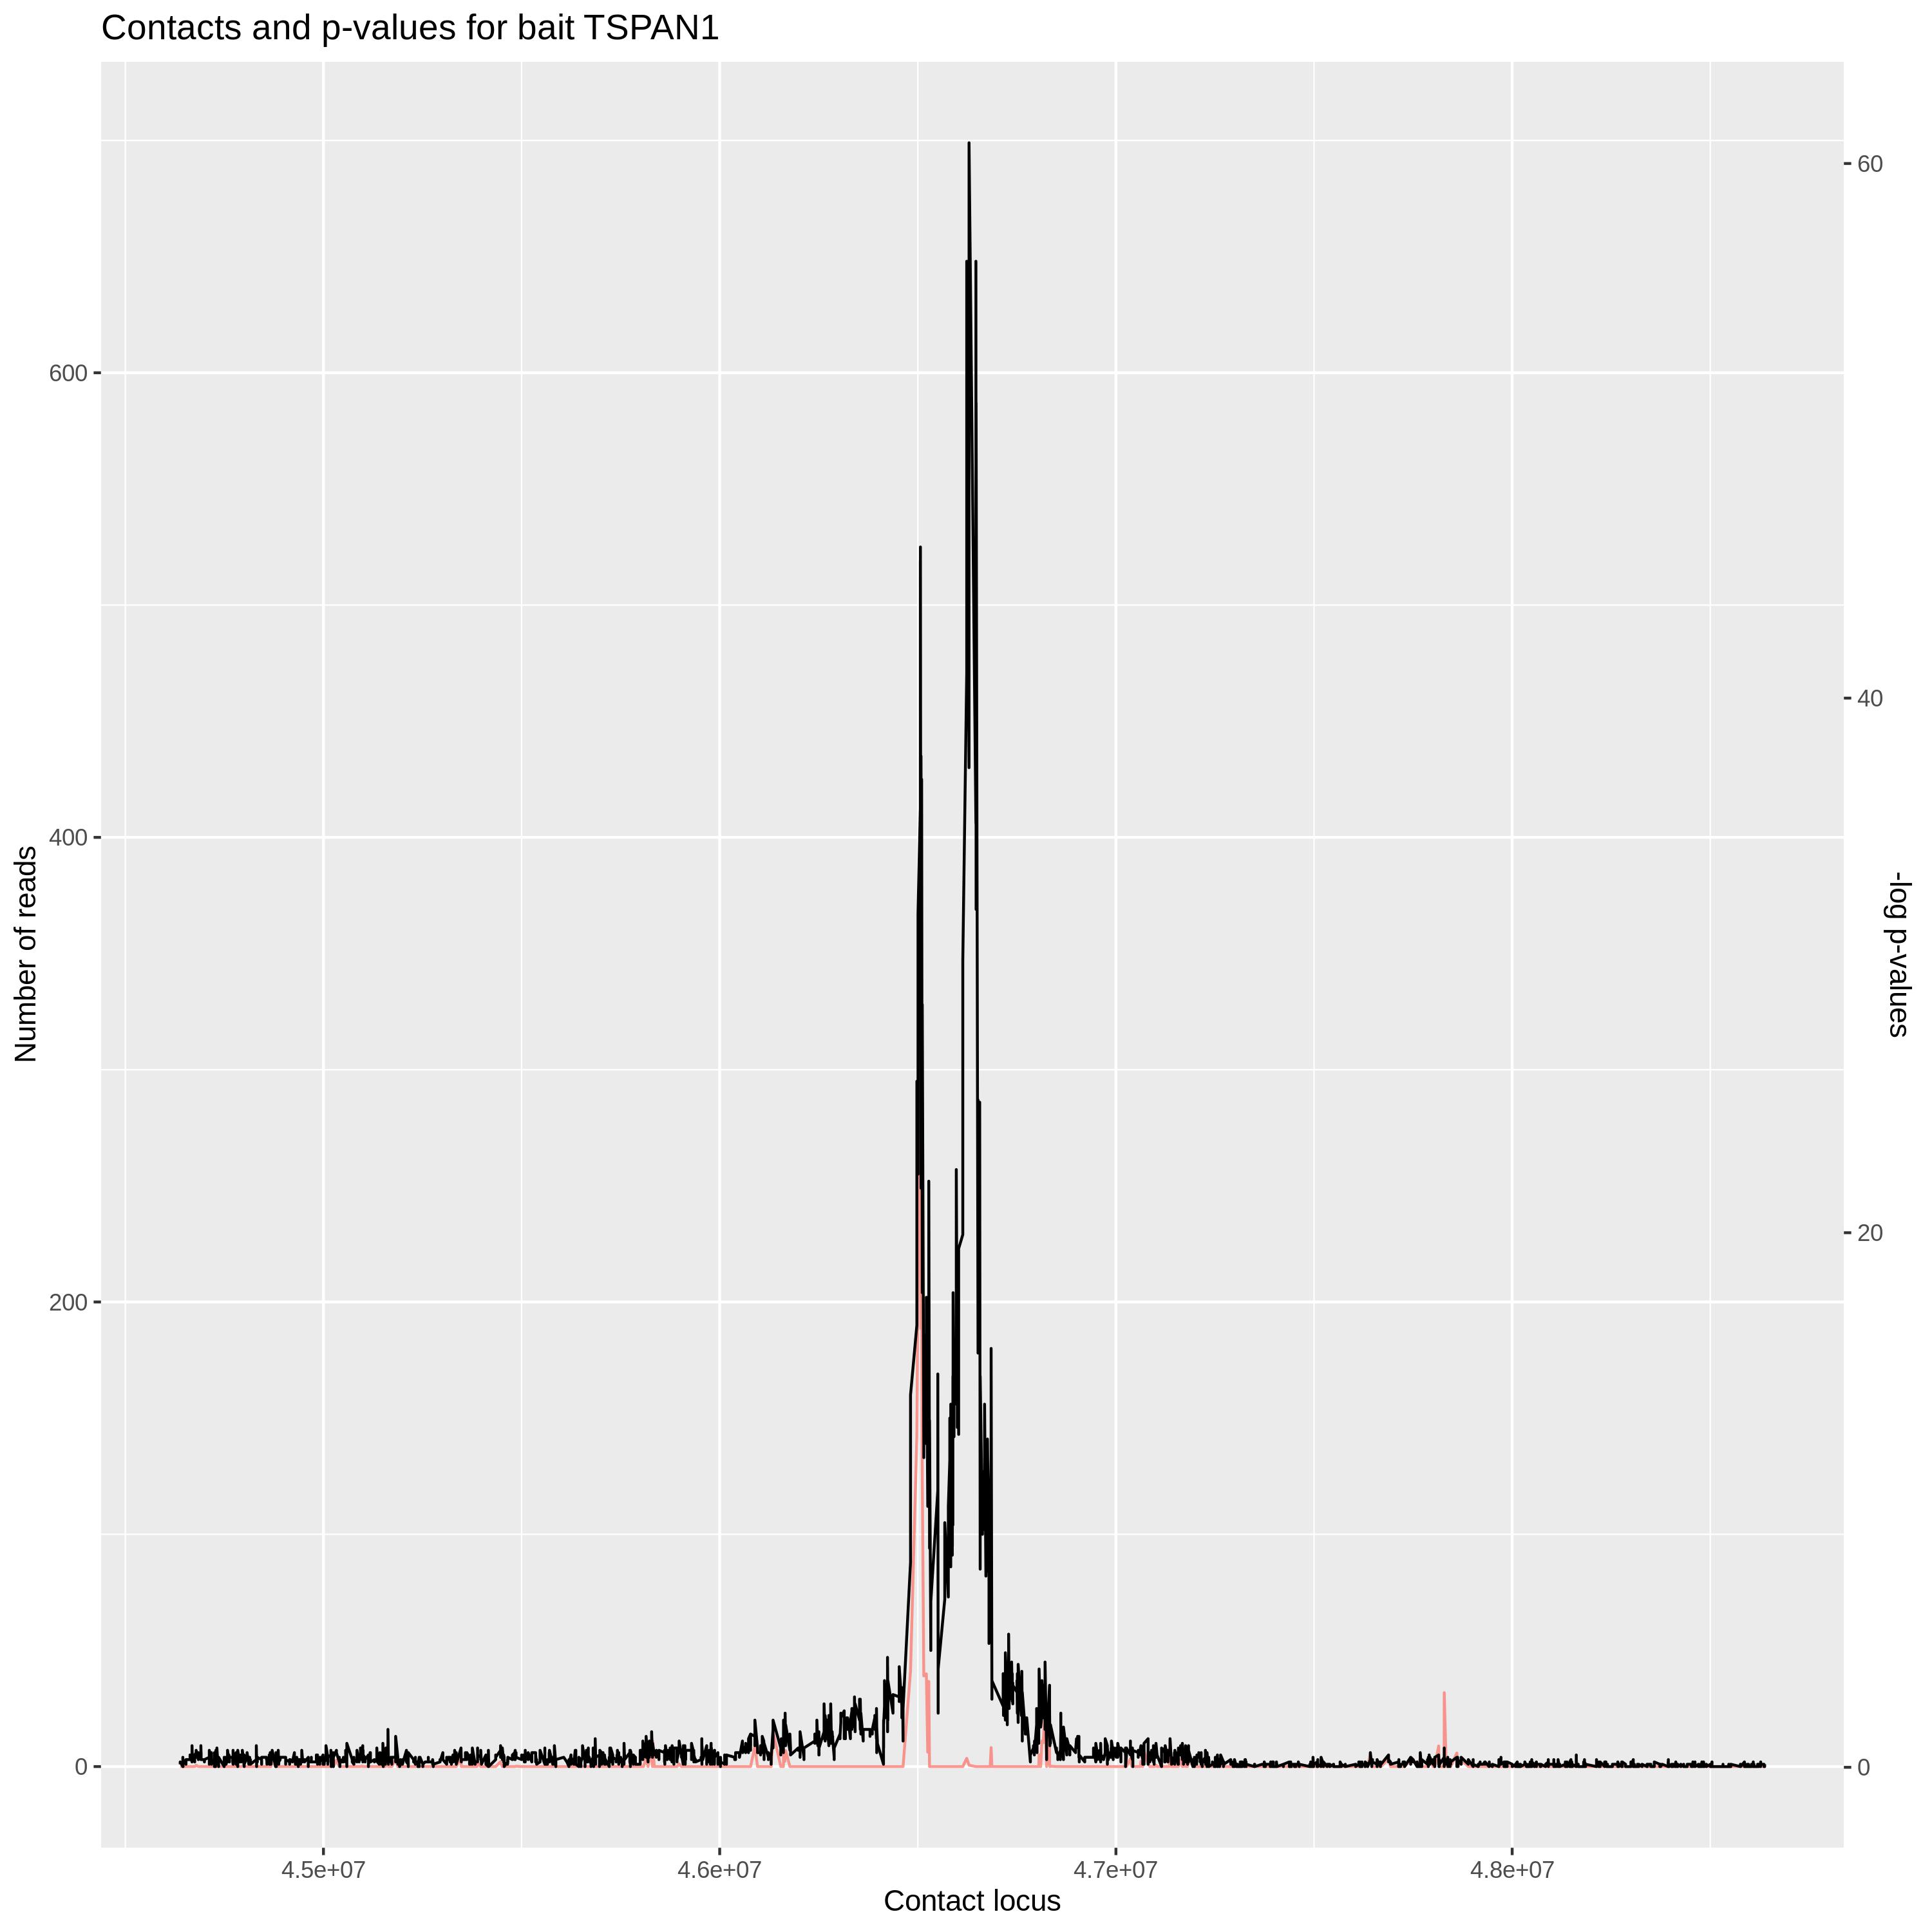 Contacts and p-values for bait TSPAN1
60
600
40
400
Number of reads
-log p-values
20
200
0
0
4.5e+07
4.6e+07
4.7e+07
4.8e+07
Contact locus